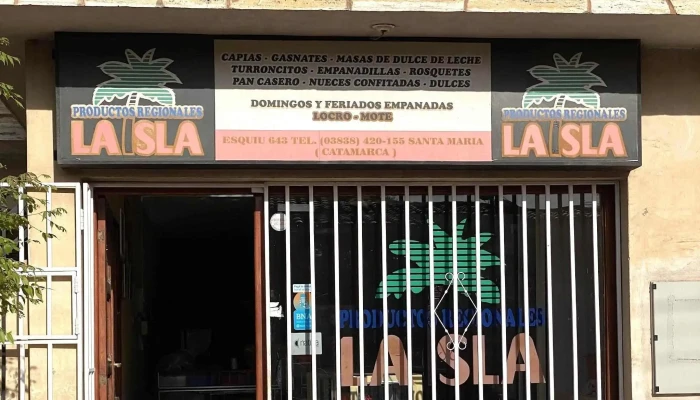 PRODUCTOS REGIONALES
LA ISLA
CAPIAS - GASNATES - MASAS DE DULCE DE LECHE
TURRONCITOS - EMPANADILLAS - ROSQUETES
PAN CASERO - NUECES CONFITADAS - DULCES
DOMINGOS Y FERIADOS EMPANADAS
LOCRO - MOTE
ESQUIU 643 TEL. (03838) 420-155 SANTA MARIA
( CATAMARCA )
PRODUCTOS REGIONALES
LA ISLA
BNA
PRODUCTOS REGIONALES
LA ISLA